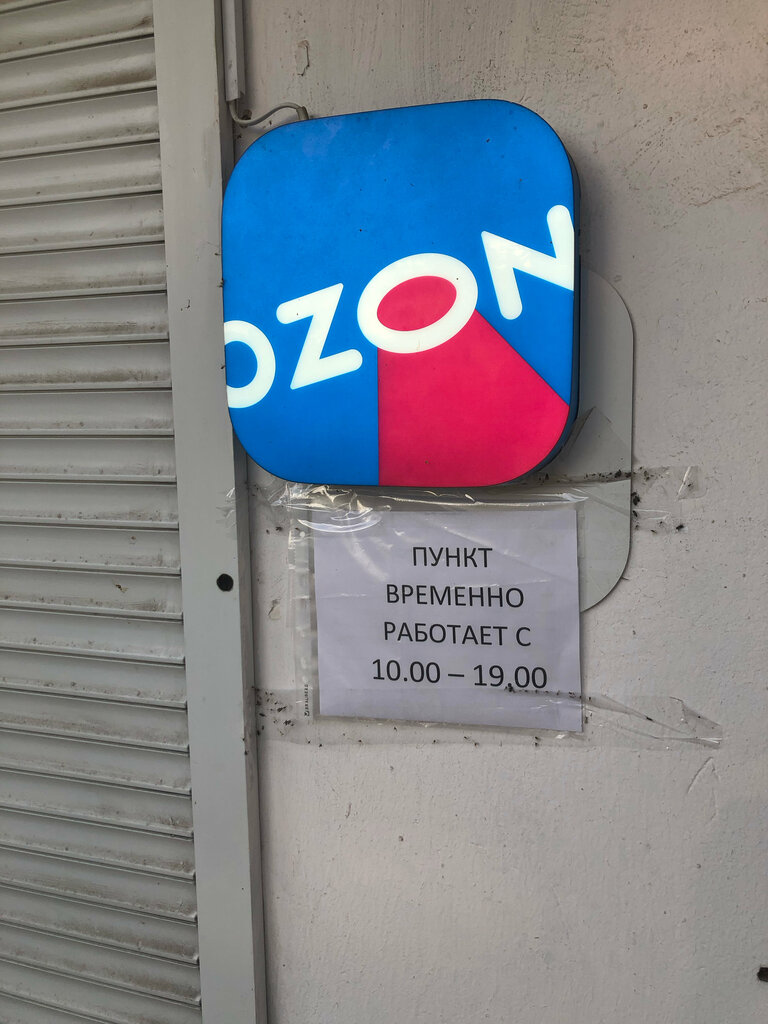 OZON
ПУНКТ
ВРЕМЕННО
РАБОТАЕТ С
10.00 – 19.00